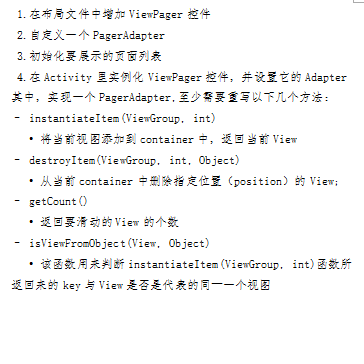 1.在布局文件中增加 ViewPager 控件
2.自定义一个 PagerAdapter
3.初始化要展示的页面列表
4.在 Activity 里实例化 ViewPager 控件，并设置它的 Adapter
其中，实现一个 PagerAdapter,至少需要重写以下几个方法：
– instantiateItem(ViewGroup, int)
• 将当前视图添加到 container 中，返回当前 View
– destroyItem(ViewGroup, int, Object)
• 从当前 container 中删除指定位置（position）的 View;
– getCount()
• 返回要滑动的 View 的个数
– isViewFromObject(View, Object)
• 该函数用来判断 instantiateItem(ViewGroup, int)函数所
返回来的 key 与 View 是否是代表的同一一个视图